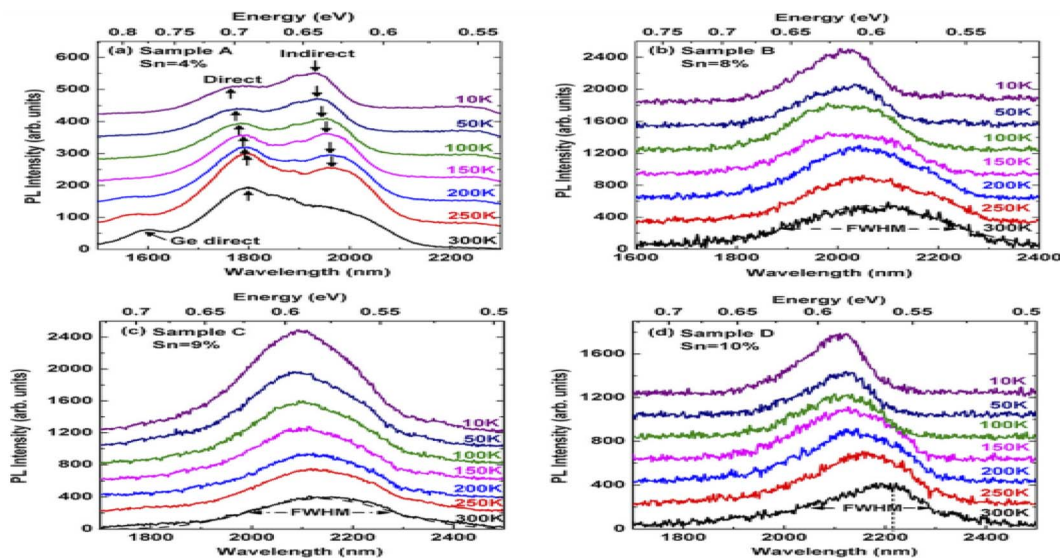 Energy (eV)
0.8 0.75 0.7 0.65 0.6 0.55
(a) Sample A
Sn=4%
Direct
Indirect
600
500
400
300
200
100
0
10K
50K
100K
150K
200K
250K
300K
Ge direct
PL Intensity (arb. units)
1600 1800 2000 2200
Wavelength (nm)
Energy (eV)
0.75 0.7 0.65 0.6 0.55
(b) Sample B
Sn=8%
2400
1800
1200
600
0
10K
50K
100K
150K
200K
250K
300K
FWHM
PL Intensity (arb. units)
1600 1800 2000 2200 2400
Wavelength (nm)
Energy (eV)
0.7 0.65 0.6 0.55 0.5
(c) Sample C
Sn=9%
2400
2000
1600
1200
800
400
0
10K
50K
100K
150K
200K
250K
300K
FWHM
PL Intensity (arb. units)
1800 2000 2200 2400
Wavelength (nm)
Energy (eV)
0.7 0.65 0.6 0.55 0.5
(d) Sample D
Sn=10%
1600
1200
800
400
0
10K
50K
100K
150K
200K
250K
300K
FWHM
PL Intensity (arb. units)
1800 2000 2200 2400
Wavelength (nm)